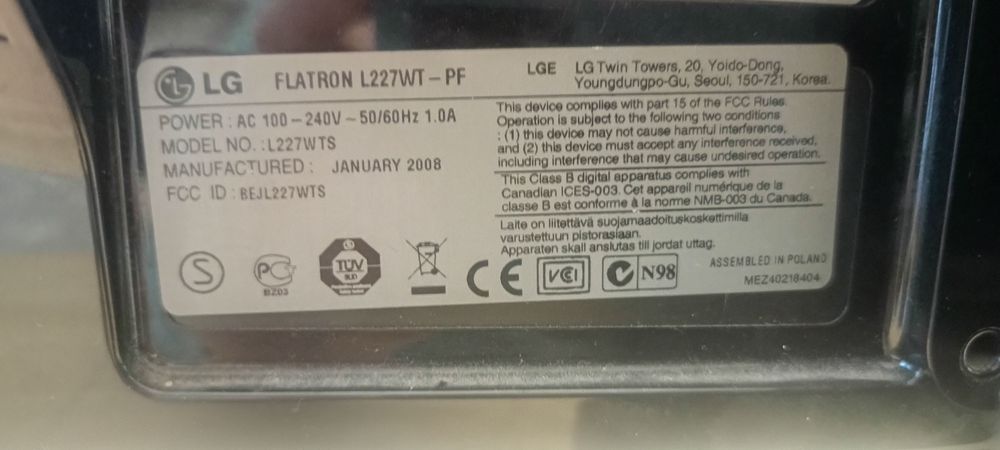 LG FLATRON L227WT-PF
POWER : AC 100-240V ~ 50/60Hz 1.0A
MODEL NO. : L227WTS
MANUFACTURED : JANUARY 2008
FCC ID : BEJL227WTS
LGE LG Twin Towers, 20, Yoido-Dong,
Youngdungpo-Gu, Seoul, 150-721, Korea.
This device complies with part 15 of the FCC Rules.
Operation is subject to the following two conditions
: (1) this device may not cause harmful interference,
and (2) this device must accept any interference received,
including interference that may cause undesired operation.
This Class B digital apparatus complies with
Canadian ICES-003. Cet appareil numérique de la
classe B est conforme à la norme NMB-003 du Canada.
Laite on liitettävä suojamaadoituskoskettimilla
varustettuun pistorasiaan.
Apparaten skall anslutas till jordat uttag.
S
PC
BZ03
TÜV
SÜD
CE
VCI
N98
ASSEMBLED IN POLAND
MEZ40218404